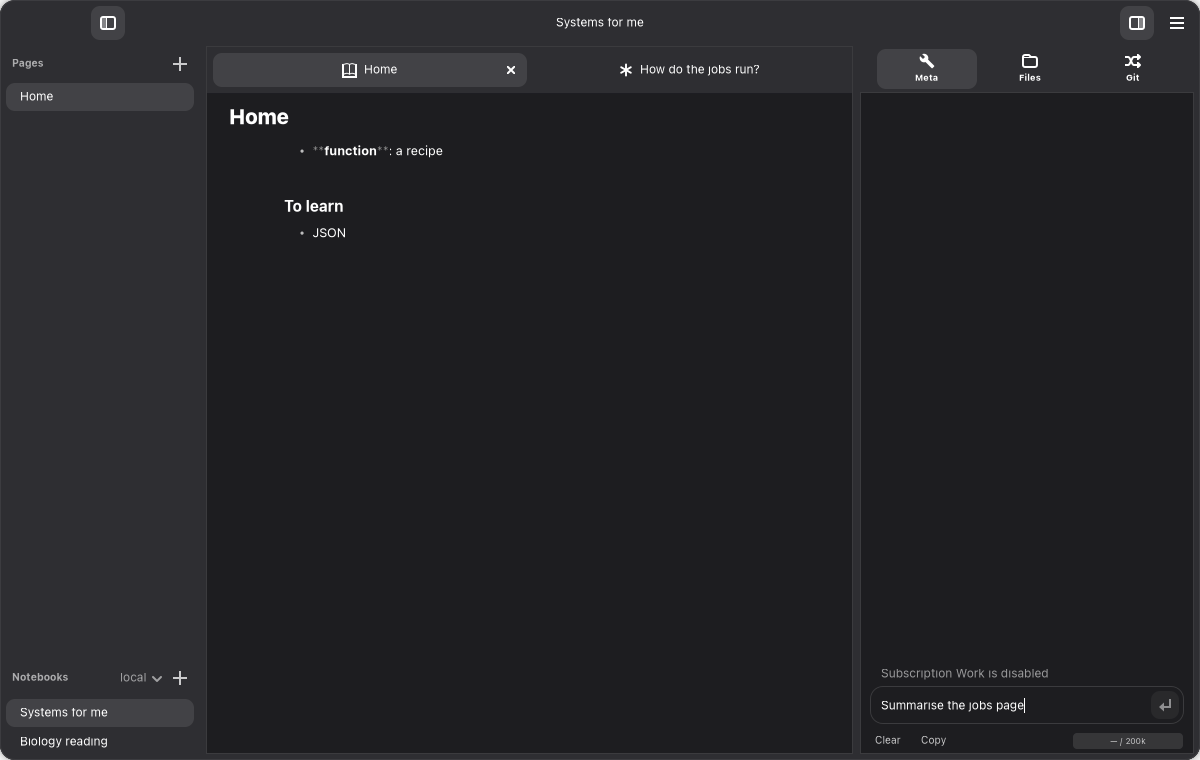 Systems for me
Pages
Home
Home
How do the jobs run?
Meta
Files
Git
Home
• **function**: a recipe
To learn
• JSON
Notebooks
local
Systems for me
Biology reading
Subscription Work is disabled
Summarise the jobs page
Clear
Copy
— / 200k